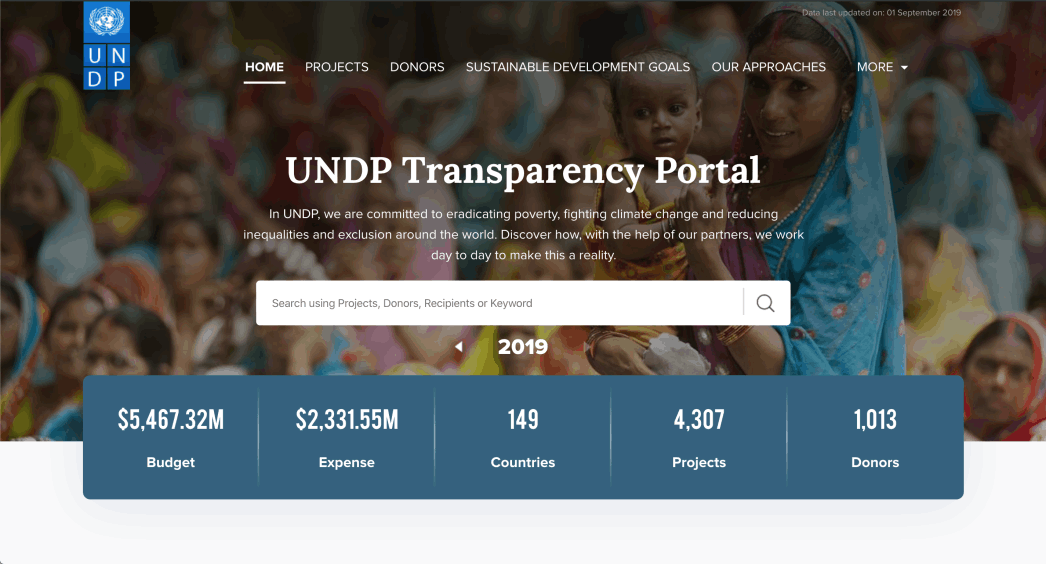 Data last updated on: 01 September 2019
U N
D P
HOME PROJECTS DONORS SUSTAINABLE DEVELOPMENT GOALS OUR APPROACHES MORE
UNDP Transparency Portal
In UNDP, we are committed to eradicating poverty, fighting climate change and reducing
inequalities and exclusion around the world. Discover how, with the help of our partners, we work
day to day to make this a reality.
Search using Projects, Donors, Recipients or Keyword
2019
$5,467.32M $2,331.55M 149 4,307 1,013
Budget Expense Countries Projects Donors